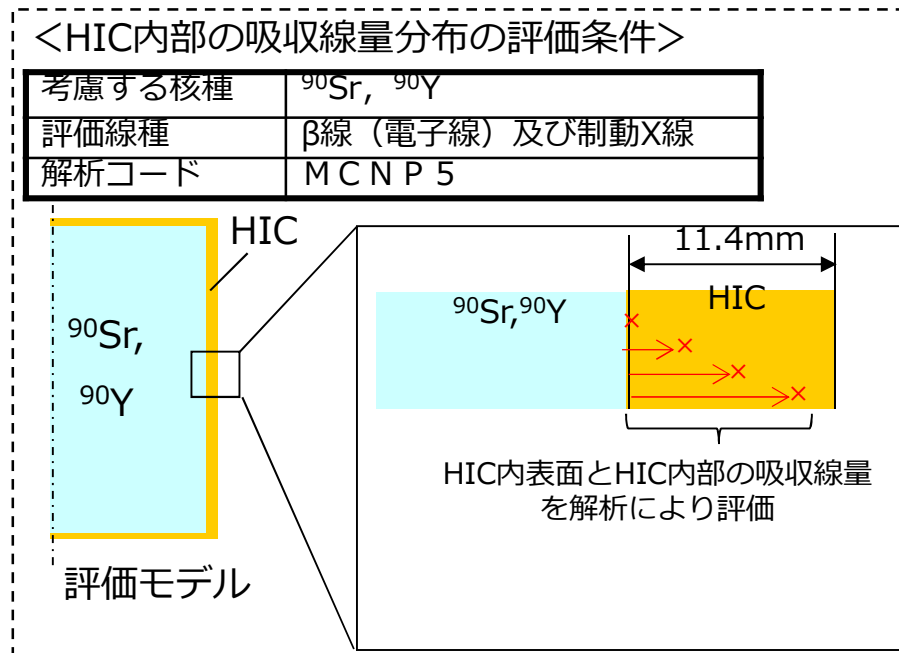 ＜HIC内部の吸収線量分布の評価条件＞
考慮する核種 ⁹⁰Sr, ⁹⁰Y
評価線種 β線（電子線）及び制動X線
解析コード ＭＣＮＰ５
HIC
11.4mm
⁹⁰Sr,⁹⁰Y
HIC
⁹⁰Sr,
⁹⁰Y
HIC内表面とHIC内部の吸収線量
を解析により評価
評価モデル